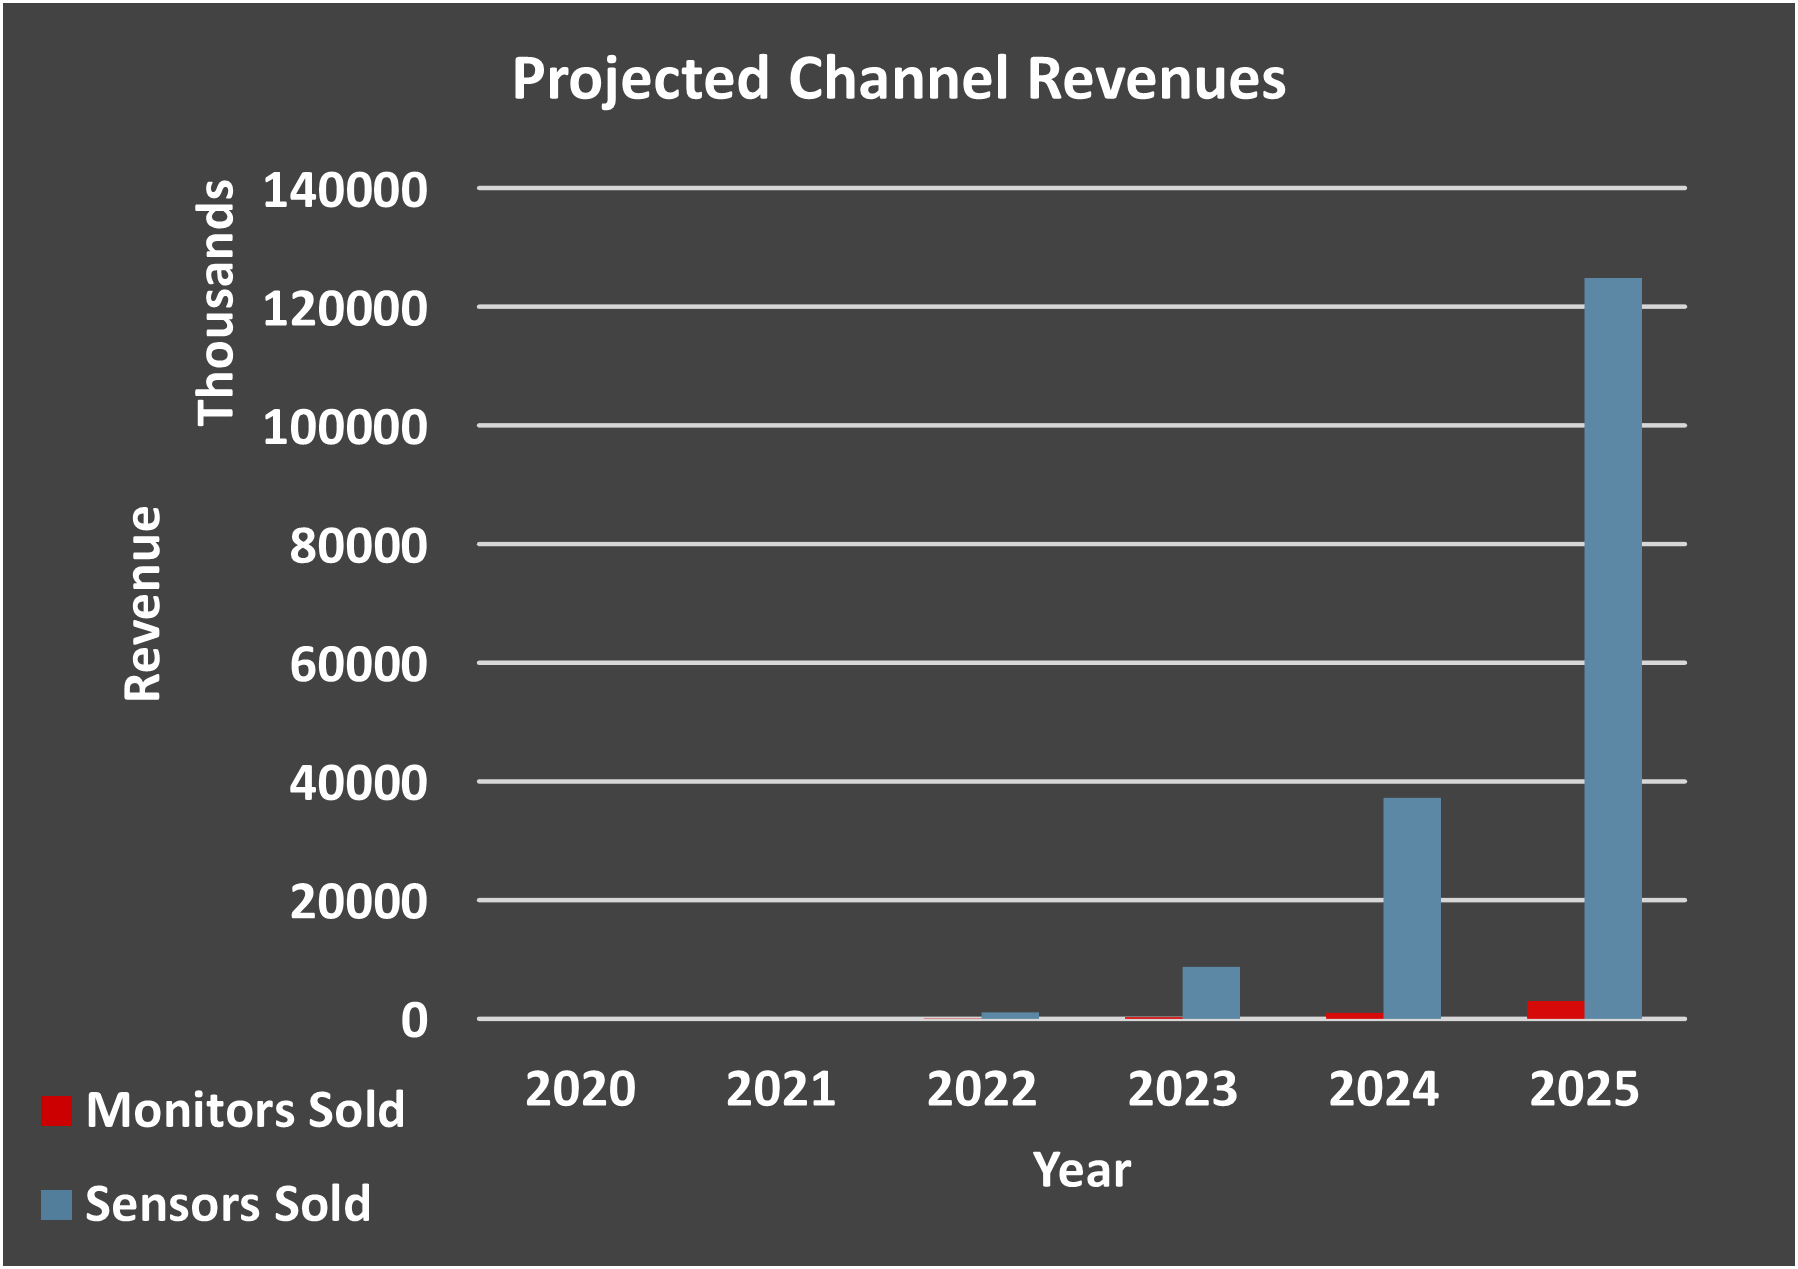 Projected Channel Revenues
Thousands
Revenue
140000
120000
100000
80000
60000
40000
20000
0
2020 2021 2022 2023 2024 2025
Year
Monitors Sold
Sensors Sold